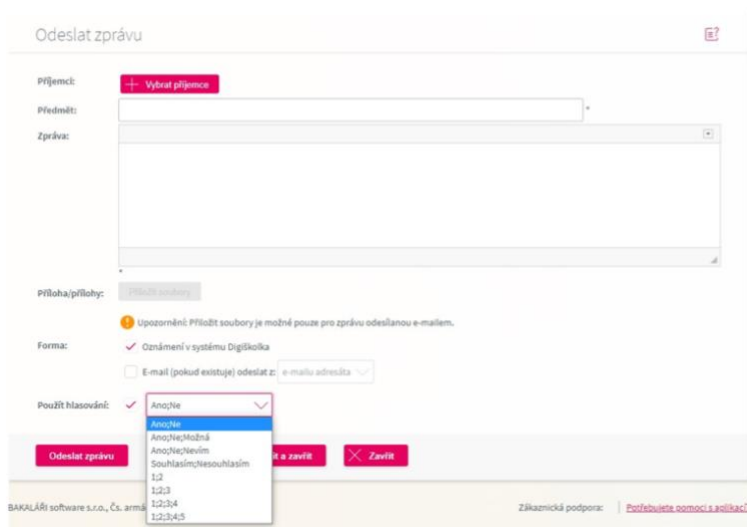 Odeslat zprávu
Příjemci:
Vybrat příjemce
Předmět:
*
Zpráva:
*
Příloha/přílohy:
Přiložit soubory
Upozornění: Přiložit soubory je možné pouze pro zprávu odesílanou e-mailem.
Forma:
Oznámení v systému Digiškolka
E-mail (pokud existuje) odeslat z: e-mailu adresáta
Použít hlasování:
Ano;Ne
Ano;Ne
Ano;Ne;Možná
Ano;Ne;Nevím
Souhlasím;Nesouhlasím
1;2
1;2;3
1;2;3;4
1;2;3;4;5
Odeslat zprávu
it a zavřít
Zavřít
BAKALÁŘI software s.r.o., Čs. armá
Zákaznická podpora:
Potřebujete pomoci s aplikací